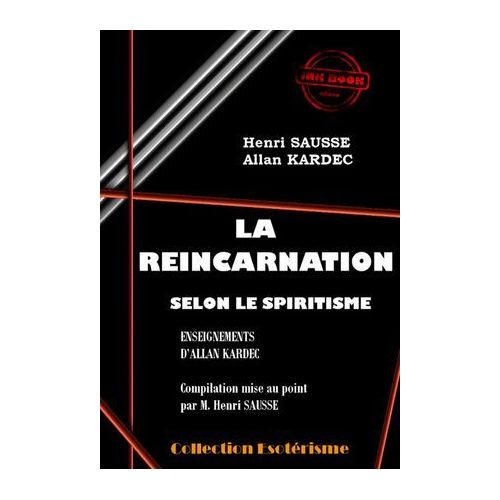 INK BOOK
édition
Henri SAUSSE
Allan KARDEC
LA
REINCARNATION
SELON LE SPIRITISME
ENSEIGNEMENTS
D'ALLAN KARDEC
Compilation mise au point
par M. Henri SAUSSE
Collection Esotérisme